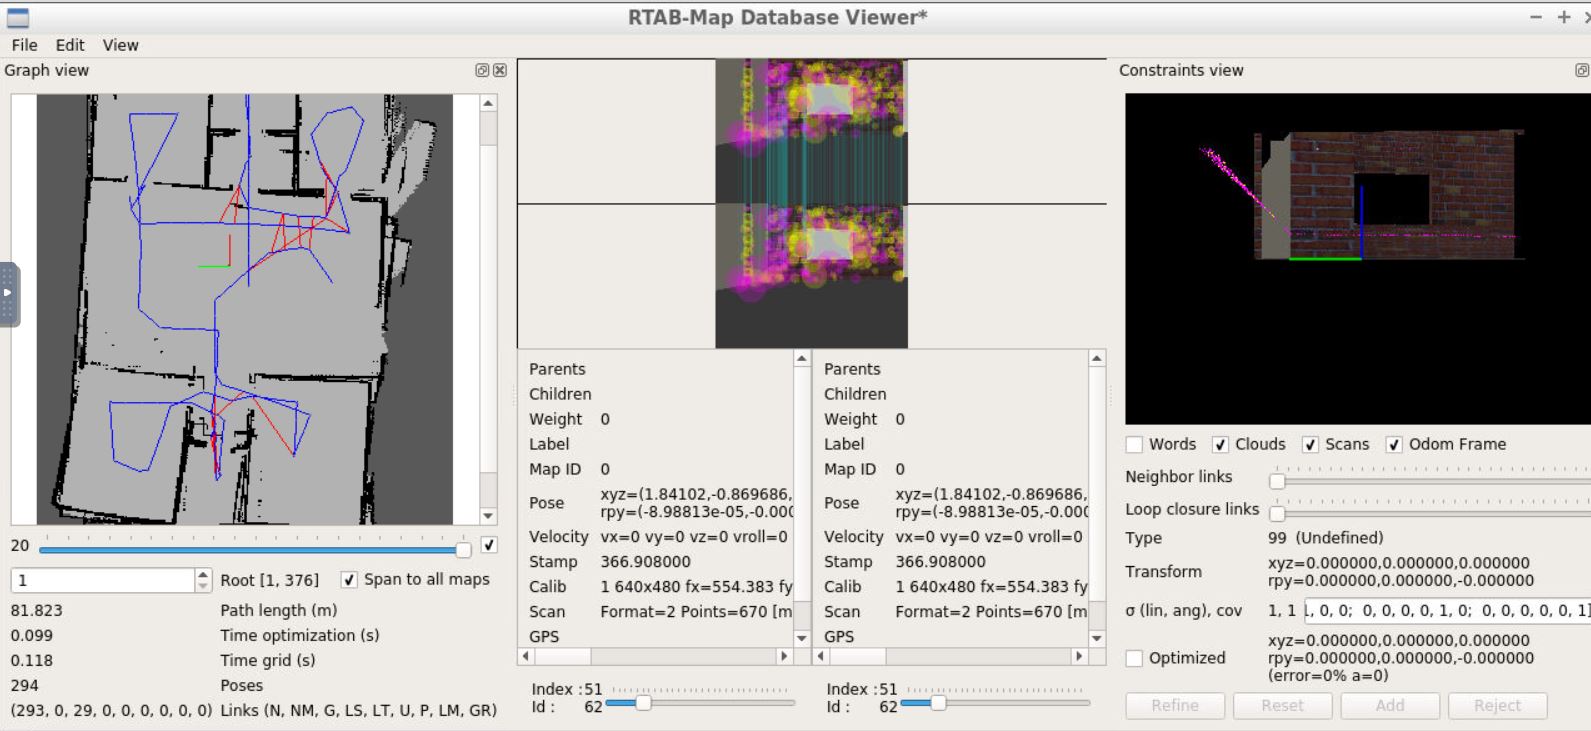 RTAB-Map Database Viewer*
File Edit View
Graph view
20
1 Root [1, 376] Span to all maps
81.823 Path length (m)
0.099 Time optimization (s)
0.118 Time grid (s)
294 Poses
(293, 0, 29, 0, 0, 0, 0, 0, 0) Links (N, NM, G, LS, LT, U, P, LM, GR)
Parents
Children
Weight 0
Label
Map ID 0
Pose xyz=(1.84102,-0.869686,
rpy=(-8.98813e-05,-0.000
Velocity vx=0 vy=0 vz=0 vroll=0
Stamp 366.908000
Calib 1 640x480 fx=554.383 fy
Scan Format=2 Points=670 [m
GPS
Index :51
Id : 62
Parents
Children
Weight 0
Label
Map ID 0
Pose xyz=(1.84102,-0.869686,
rpy=(-8.98813e-05,-0.000
Velocity vx=0 vy=0 vz=0 vroll=0
Stamp 366.908000
Calib 1 640x480 fx=554.383 fy
Scan Format=2 Points=670 [m
GPS
Index :51
Id : 62
Constraints view
Words Clouds Scans Odom Frame
Neighbor links
Loop closure links
Type 99 (Undefined)
Transform xyz=0.000000,0.000000,0.000000
rpy=0.000000,0.000000,-0.000000
σ (lin, ang), cov 1, 1 1, 0, 0; 0, 0, 0, 0, 1, 0; 0, 0, 0, 0, 0, 1]
Optimized xyz=0.000000,0.000000,0.000000
rpy=0.000000,0.000000,-0.000000
(error=0% a=0)
Refine Reset Add Reject